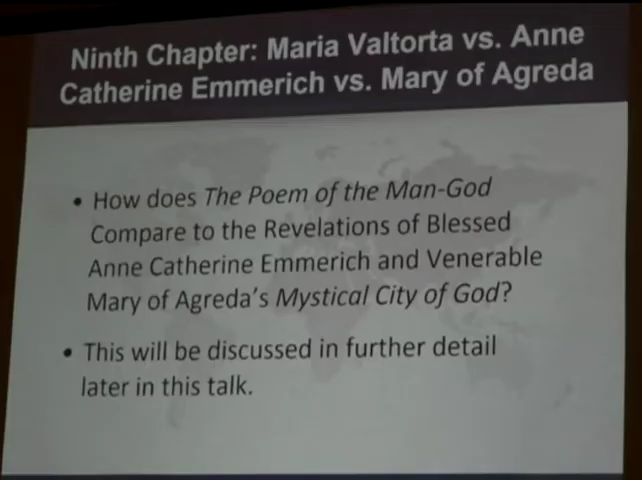 Ninth Chapter: Maria Valtorta vs. Anne
Catherine Emmerich vs. Mary of Agreda
• How does The Poem of the Man-God
Compare to the Revelations of Blessed
Anne Catherine Emmerich and Venerable
Mary of Agreda's Mystical City of God?
• This will be discussed in further detail
later in this talk.